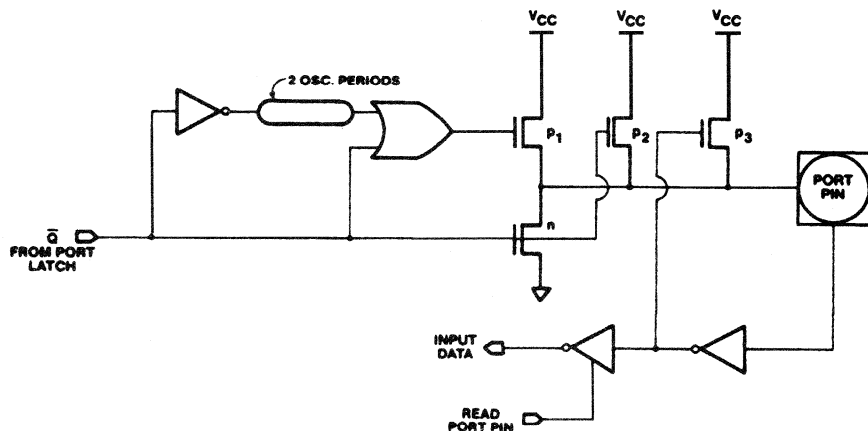 VCC
VCC
VCC
2 OSC. PERIODS
P1
P2
P3
PORT
PIN
n
Q̅
FROM PORT
LATCH
INPUT
DATA
READ
PORT PIN